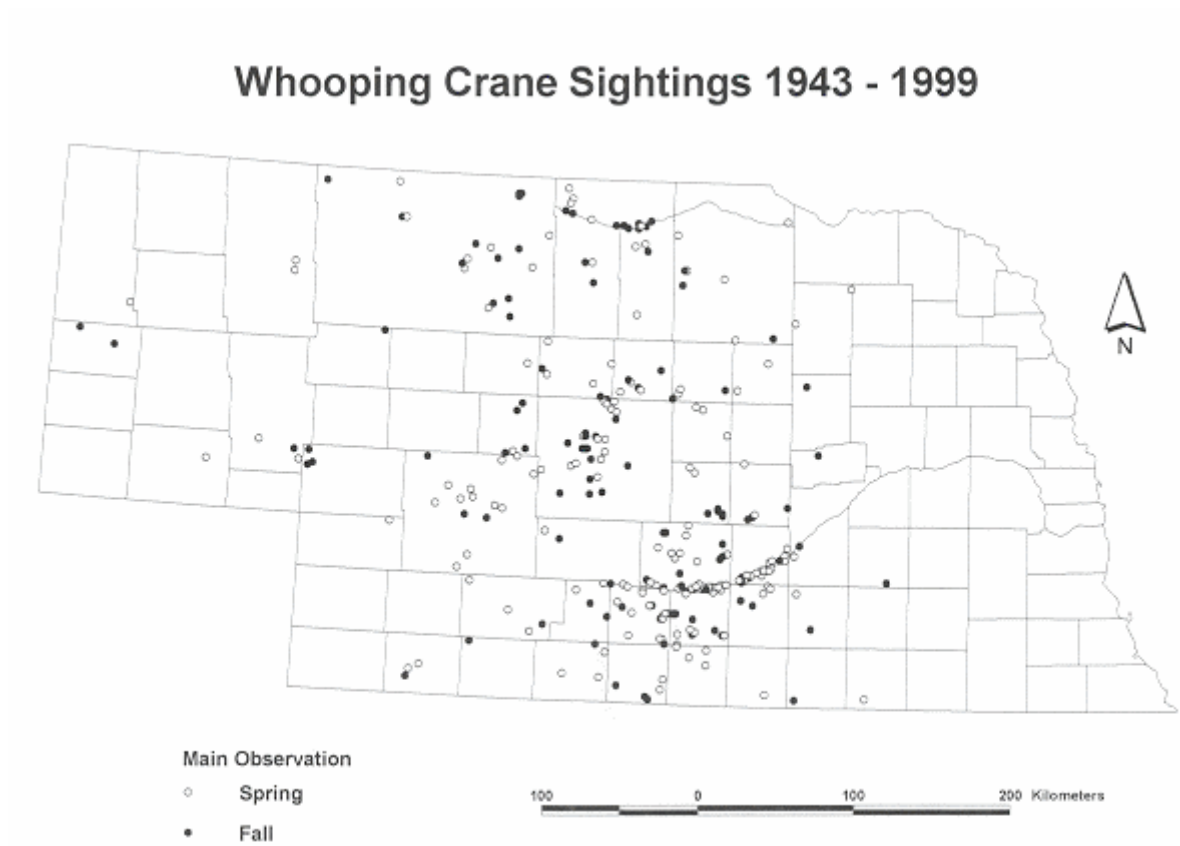 Whooping Crane Sightings 1943 - 1999
N
Main Observation
Spring
Fall
100 0 100 200 Kilometers